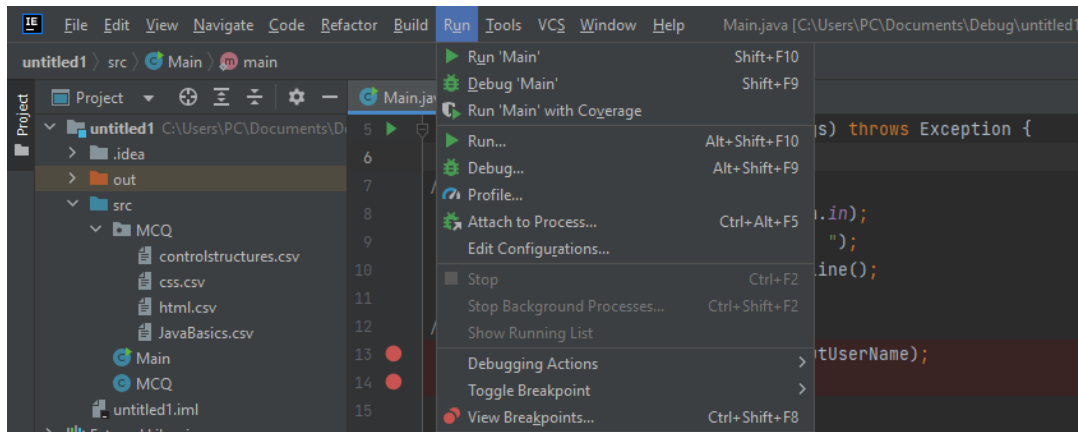 IE File Edit View Navigate Code Refactor Build Run Tools VCS Window Help Main.java [C:\Users\PC\Documents\Debug\untitled1
untitled1 src Main main
Run 'Main' Shift+F10
Project Main.ja
Debug 'Main' Shift+F9
Run 'Main' with Coverage
Project
untitled1 C:\Users\PC\Documents\D 5 s) throws Exception {
Run... Alt+Shift+F10
.idea 6
Debug... Alt+Shift+F9
out 7 /
Profile...
src 8 .in);
Attach to Process... Ctrl+Alt+F5
MCQ 9 ");
Edit Configurations...
controlstructures.csv 10 ine();
Stop Ctrl+F2
css.csv
html.csv 11
Stop Background Processes... Ctrl+Shift+F2
JavaBasics.csv 12 /
Show Running List
Main 13 tUserName);
Debugging Actions
MCQ 14
Toggle Breakpoint
untitled1.iml 15
View Breakpoints... Ctrl+Shift+F8